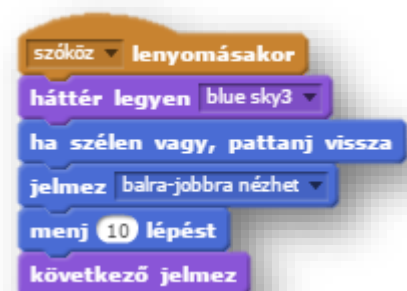 szóköz lenyomásakor
háttér legyen blue sky3
ha szélen vagy, pattanj vissza
jelmez balra-jobbra nézhet
menj 10 lépést
következő jelmez